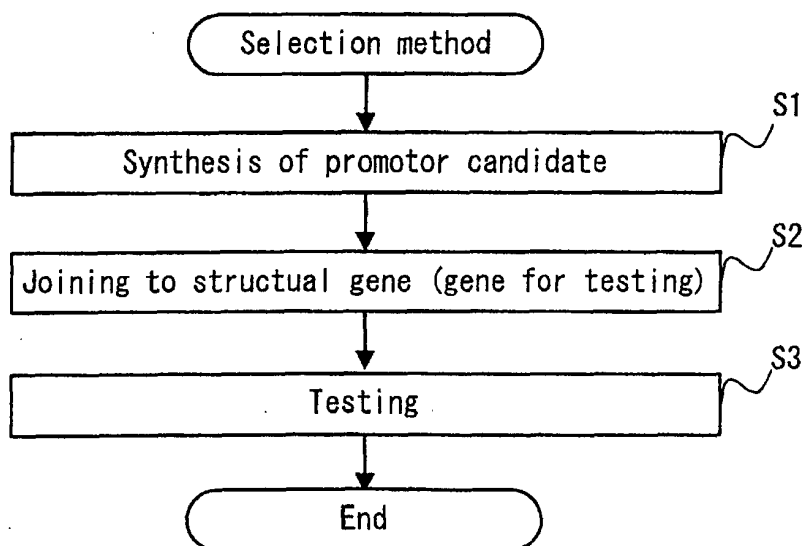 Selection method
S1
Synthesis of promotor candidate
S2
Joining to structual gene (gene for testing)
S3
Testing
End